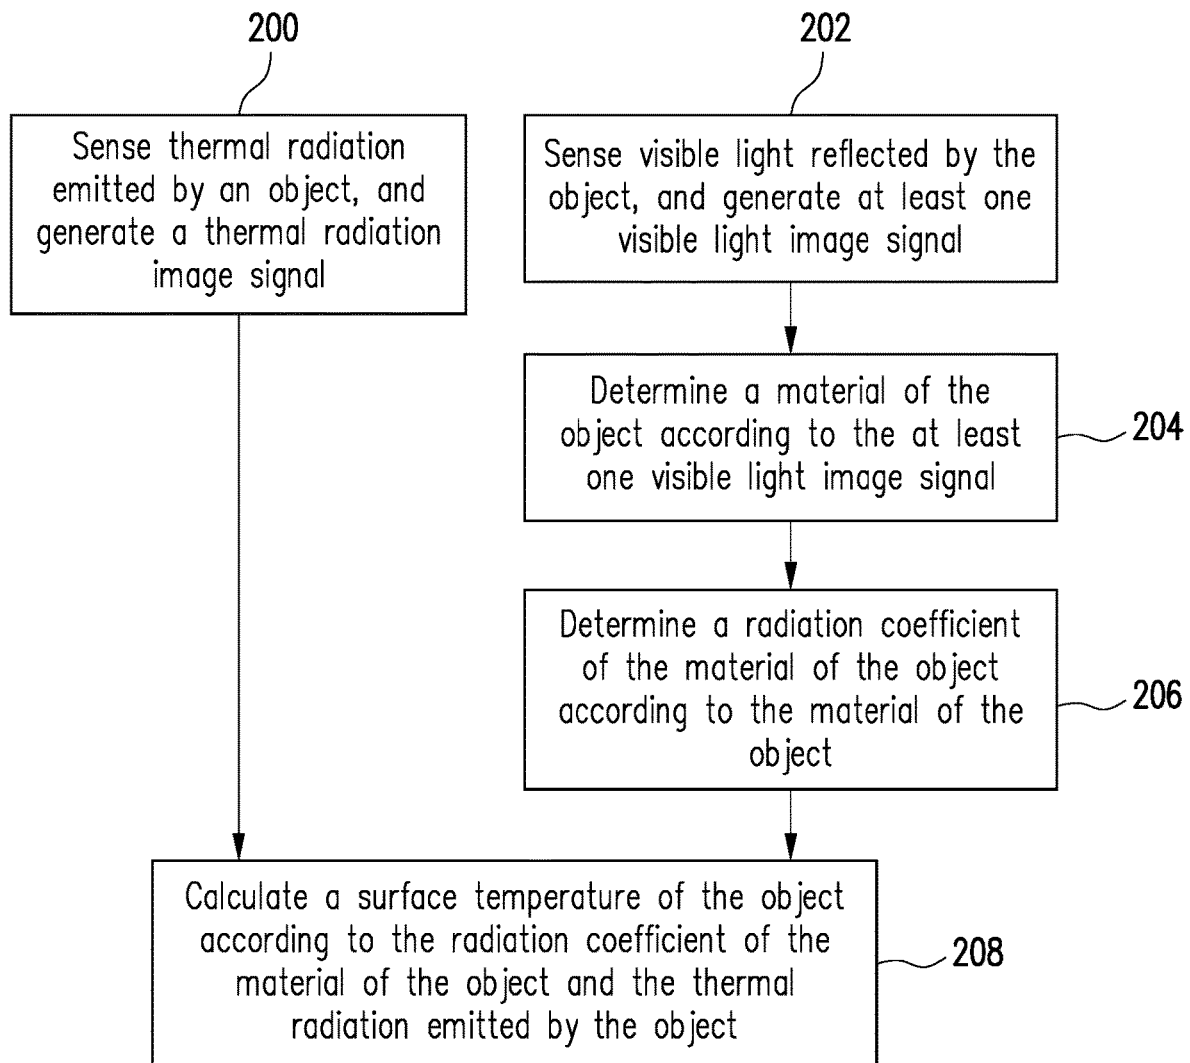 200
Sense thermal radiation
emitted by an object, and
generate a thermal radiation
image signal
202
Sense visible light reflected by the
object, and generate at least one
visible light image signal
Determine a material of the
object according to the at least
one visible light image signal
204
Determine a radiation coefficient
of the material of the object
according to the material of the
object
206
Calculate a surface temperature of the object
according to the radiation coefficient of the
material of the object and the thermal
radiation emitted by the object
208